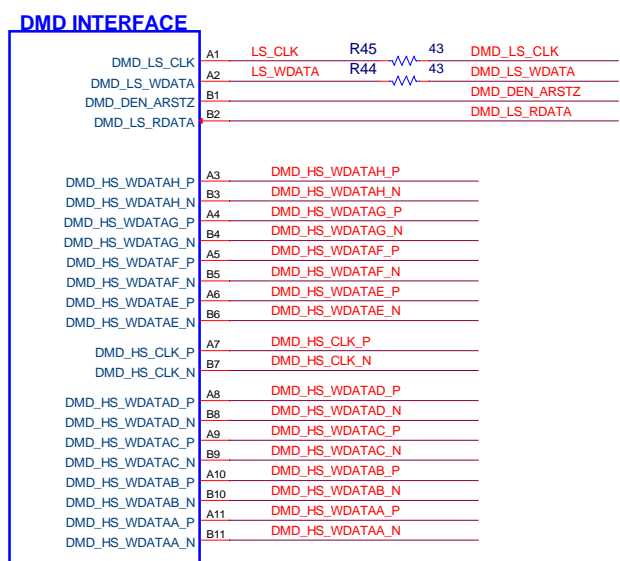 DMD INTERFACE
DMD_LS_CLK A1 LS_CLK R45 43 DMD_LS_CLK
DMD_LS_WDATA A2 LS_WDATA R44 43 DMD_LS_WDATA
DMD_DEN_ARSTZ B1 DMD_DEN_ARSTZ
DMD_LS_RDATA B2 DMD_LS_RDATA
DMD_HS_WDATAH_P A3 DMD_HS_WDATAH_P
DMD_HS_WDATAH_N B3 DMD_HS_WDATAH_N
DMD_HS_WDATAG_P A4 DMD_HS_WDATAG_P
DMD_HS_WDATAG_N B4 DMD_HS_WDATAG_N
DMD_HS_WDATAF_P A5 DMD_HS_WDATAF_P
DMD_HS_WDATAF_N B5 DMD_HS_WDATAF_N
DMD_HS_WDATAE_P A6 DMD_HS_WDATAE_P
DMD_HS_WDATAE_N B6 DMD_HS_WDATAE_N
DMD_HS_CLK_P A7 DMD_HS_CLK_P
DMD_HS_CLK_N B7 DMD_HS_CLK_N
DMD_HS_WDATAD_P A8 DMD_HS_WDATAD_P
DMD_HS_WDATAD_N B8 DMD_HS_WDATAD_N
DMD_HS_WDATAC_P A9 DMD_HS_WDATAC_P
DMD_HS_WDATAC_N B9 DMD_HS_WDATAC_N
DMD_HS_WDATAB_P A10 DMD_HS_WDATAB_P
DMD_HS_WDATAB_N B10 DMD_HS_WDATAB_N
DMD_HS_WDATAA_P A11 DMD_HS_WDATAA_P
DMD_HS_WDATAA_N B11 DMD_HS_WDATAA_N